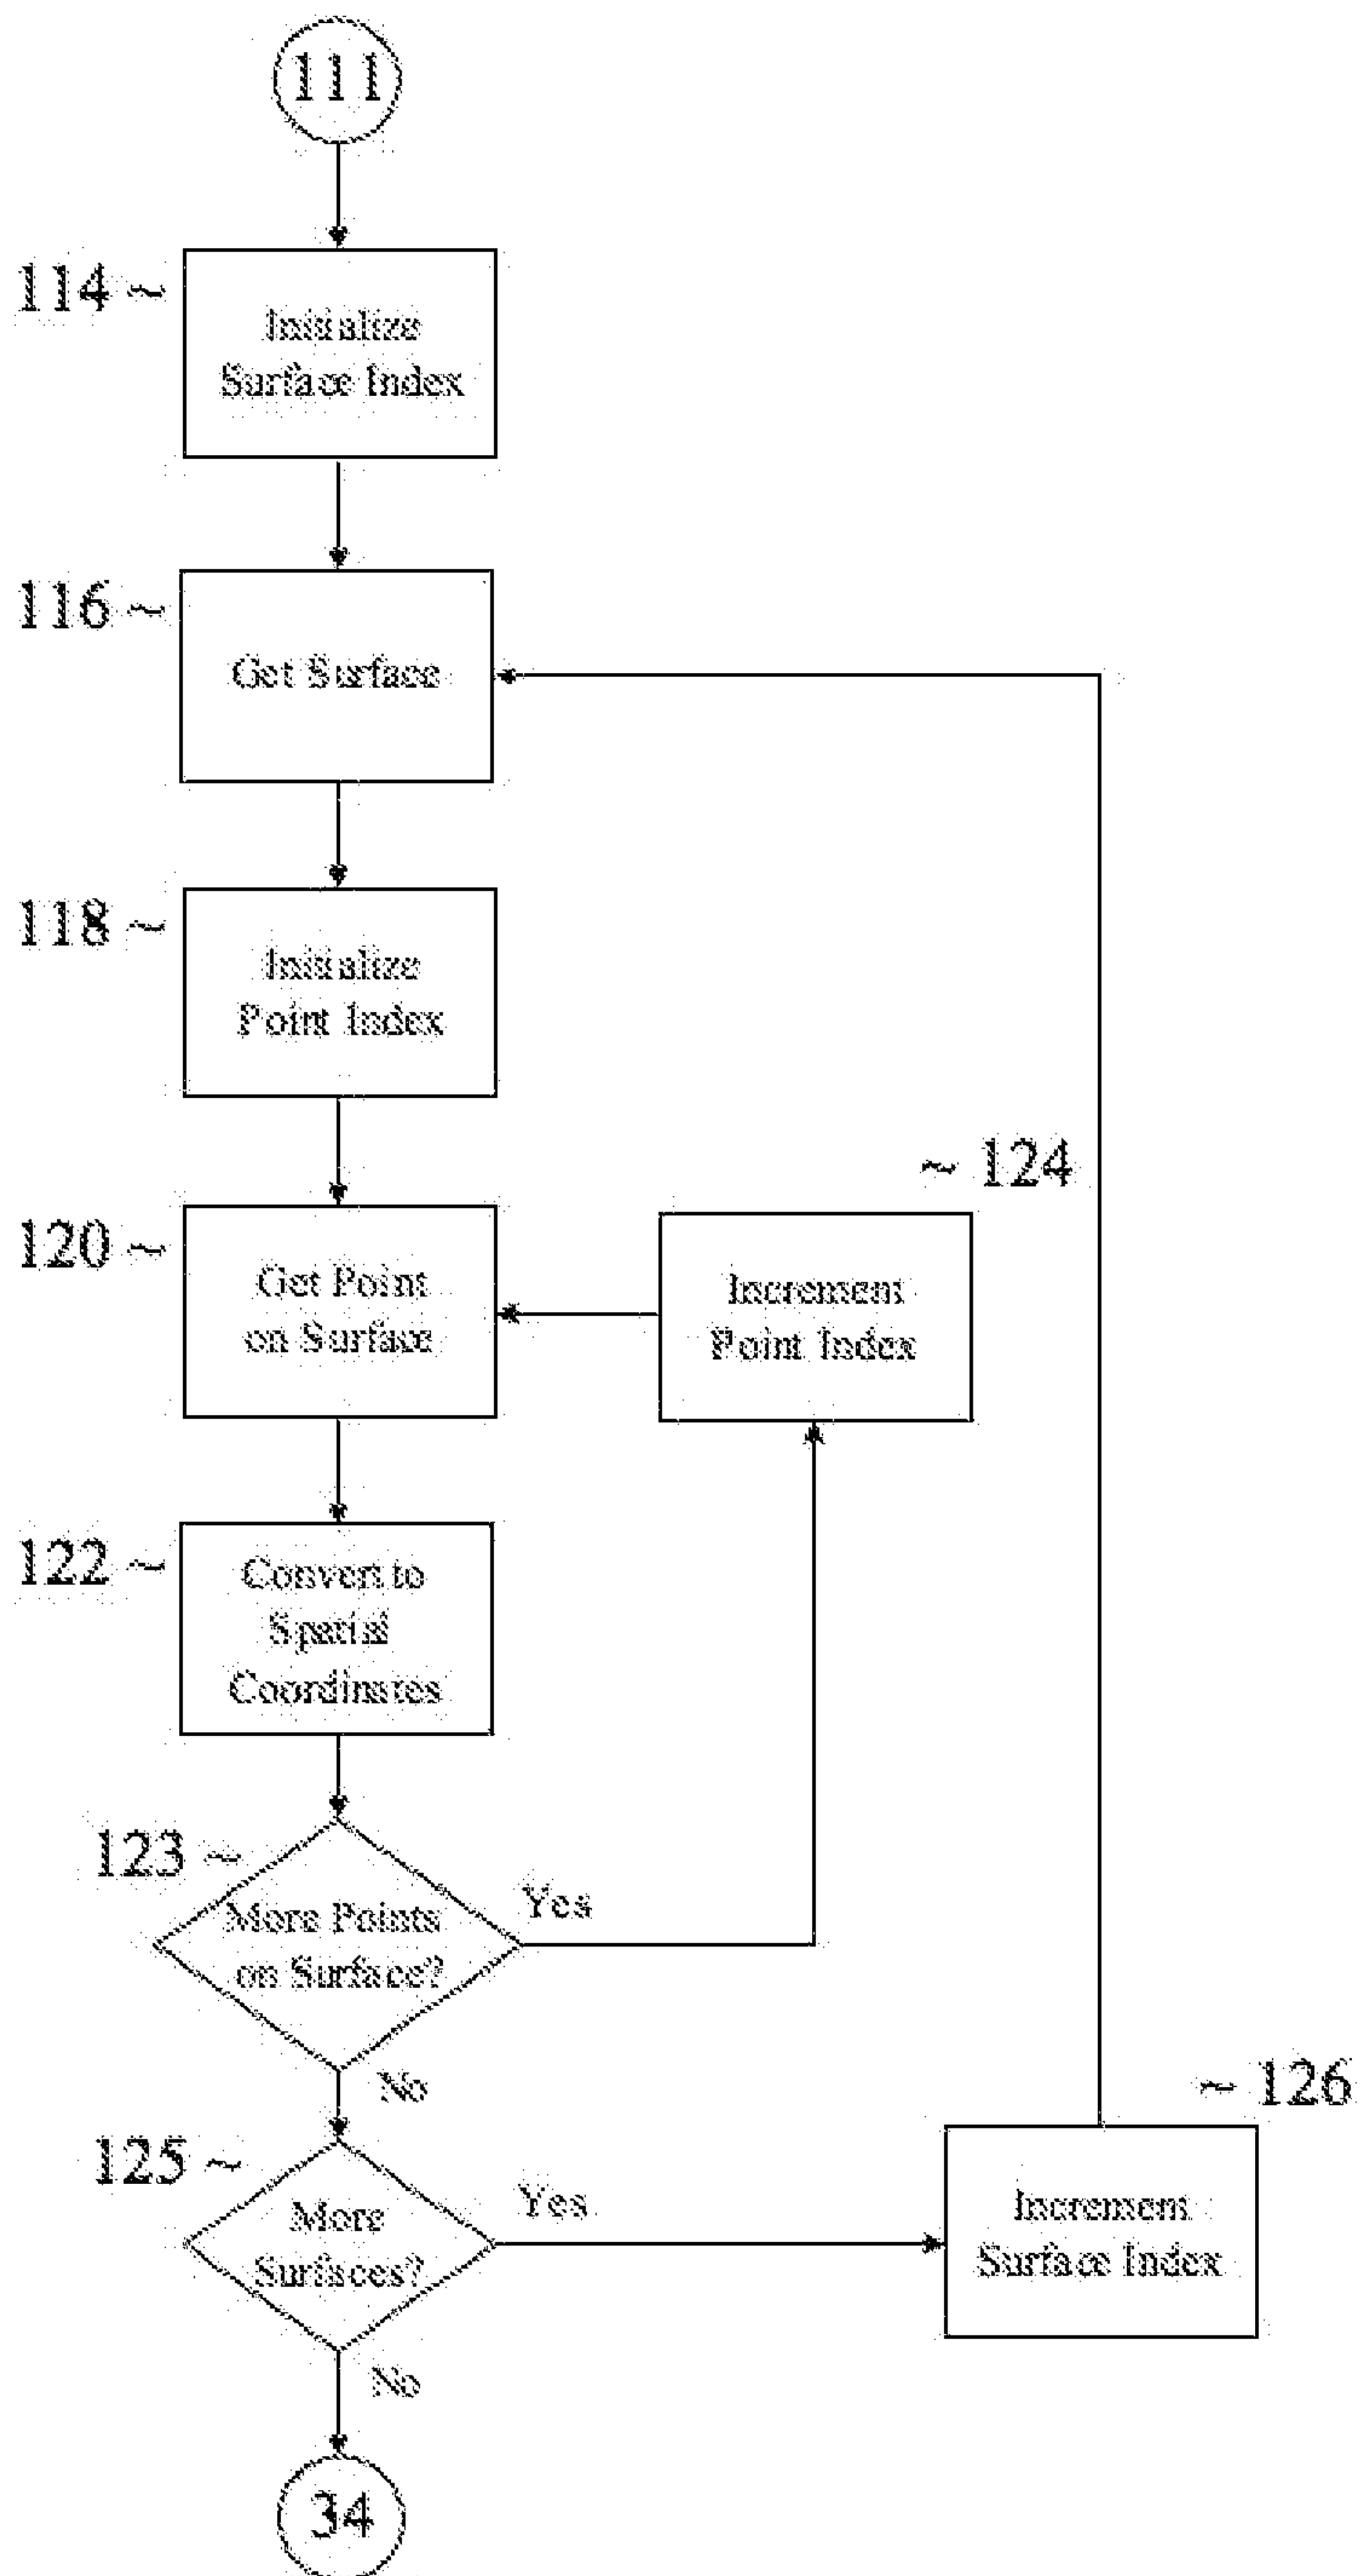 111
114 ~
Initialize
Surface Index
116 ~
Get Surface
118 ~
Initialize
Point Index
~ 124
120 ~
Get Point
on Surface
Increment
Point Index
122 ~
Convert to
Spatial
Coordinates
123 ~
More Points
on Surface?
Yes
No
~ 126
125 ~
More
Surfaces?
Yes
Increment
Surface Index
No
34